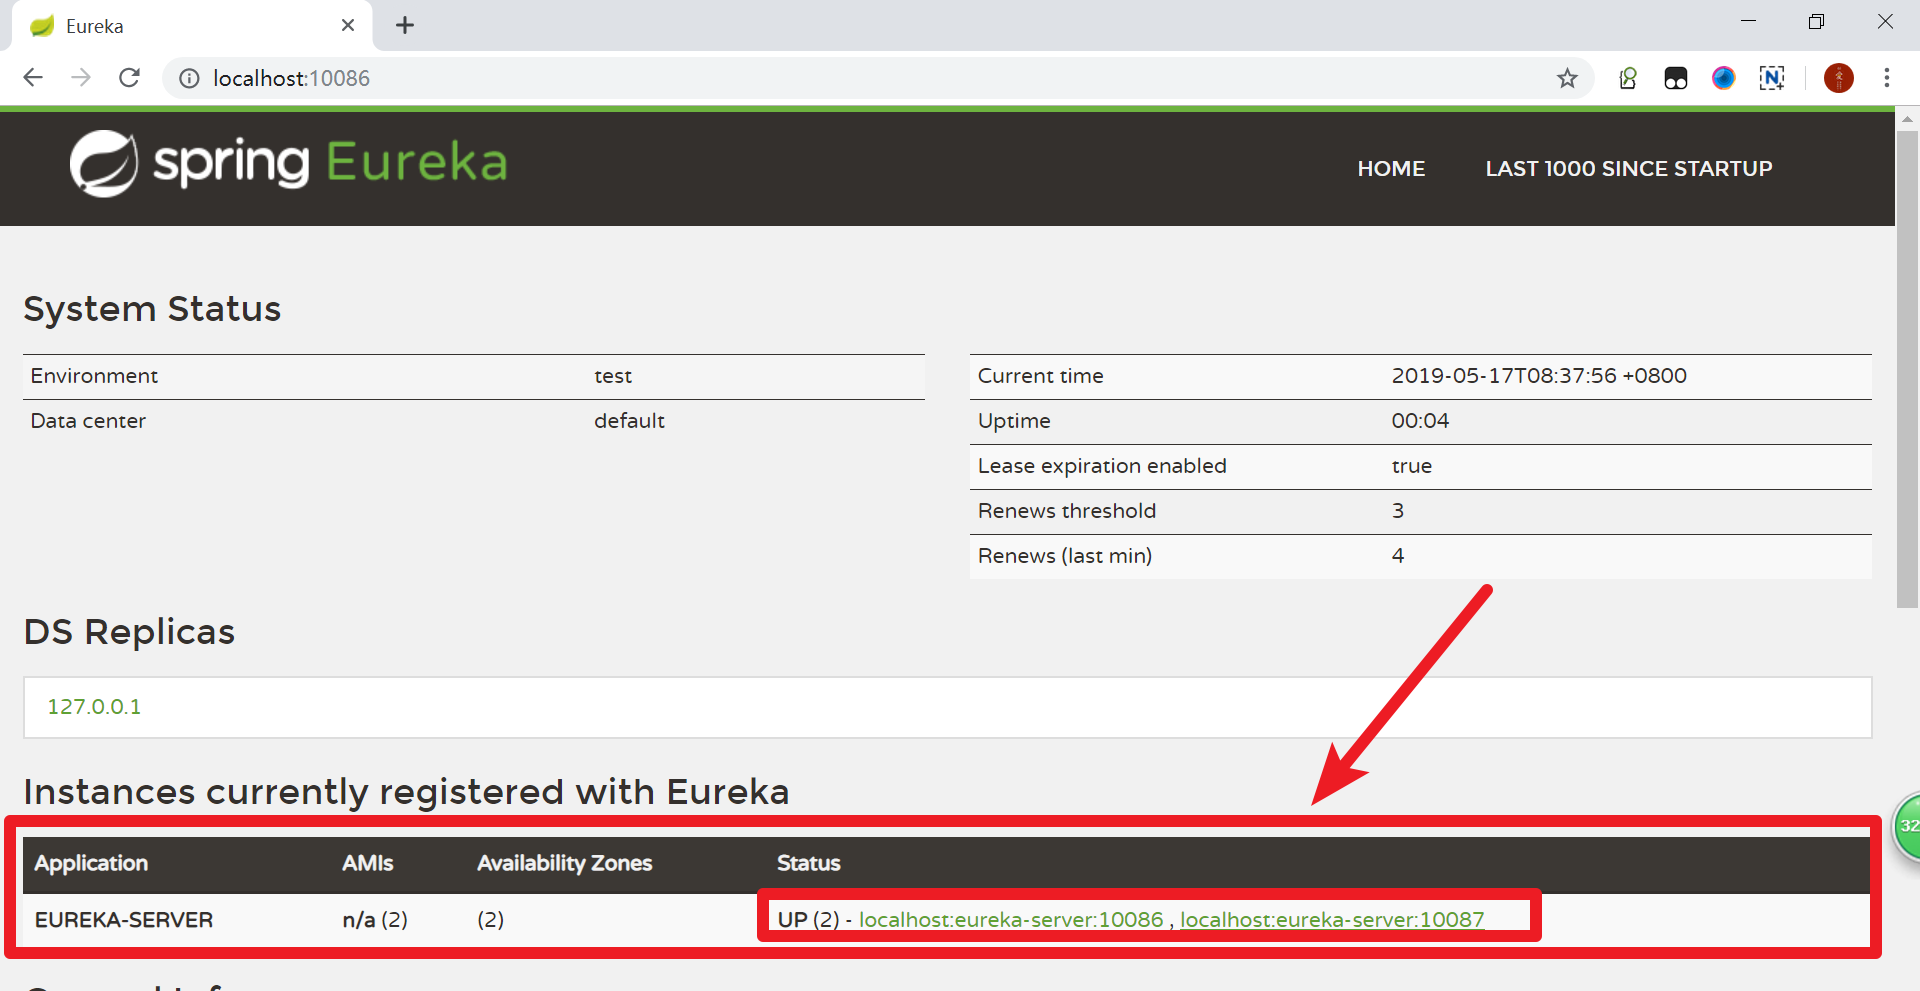 Eureka
localhost:10086
spring Eureka
HOME
LAST 1000 SINCE STARTUP
System Status
Environment test
Data center default
Current time 2019-05-17T08:37:56 +0800
Uptime 00:04
Lease expiration enabled true
Renews threshold 3
Renews (last min) 4
DS Replicas
127.0.0.1
Instances currently registered with Eureka
Application AMIs Availability Zones Status
EUREKA-SERVER n/a (2) (2) UP (2) - localhost:eureka-server:10086 , localhost:eureka-server:10087
32